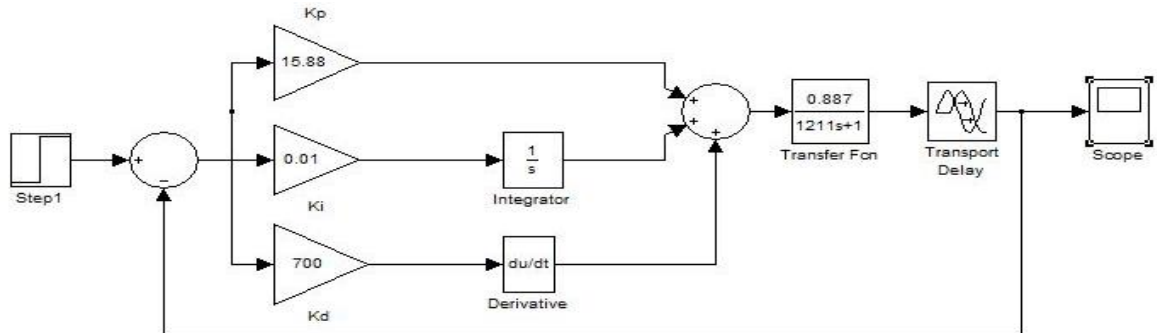 Kp
15.88
+
+
+
0.887
1211s+1
Transfer Fcn
Transport
Delay
Scope
Step1
+
−
0.01
Ki
1
s
Integrator
700
Kd
du/dt
Derivative